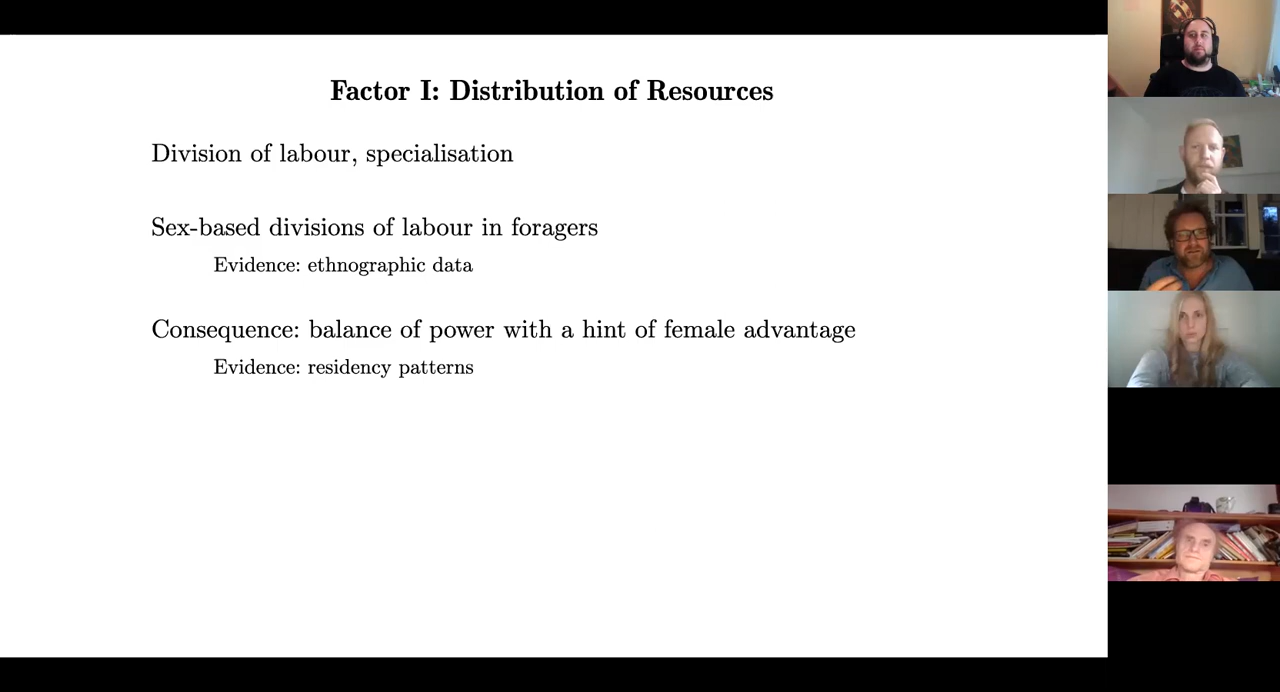 Factor I: Distribution of Resources
Division of labour, specialisation
Sex-based divisions of labour in foragers
Evidence: ethnographic data
Consequence: balance of power with a hint of female advantage
Evidence: residency patterns